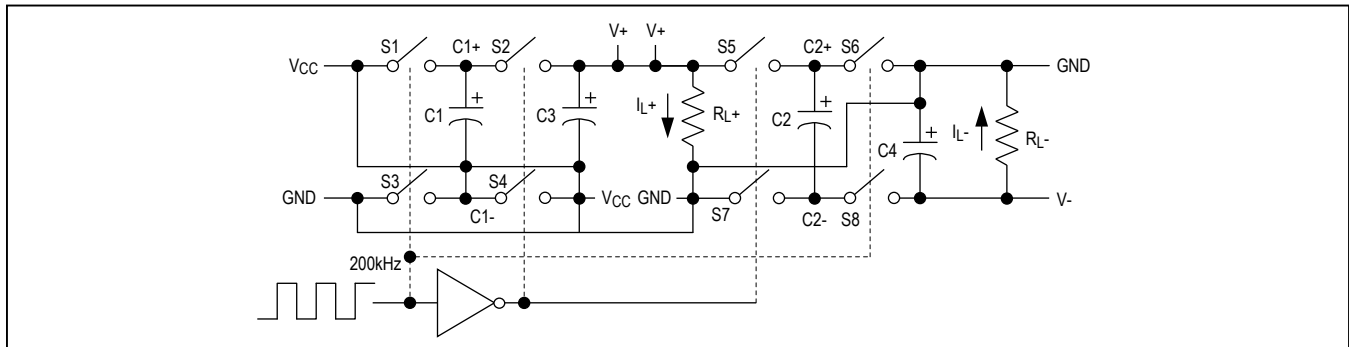 V+ V+
S1 C1+ S2 S5 C2+ S6
VCC GND
C1 + C3 + IL+ RL+ C2 + C4 + IL- RL-
S3 S4
GND C1- VCC GND S7 C2- S8 V-
200kHz